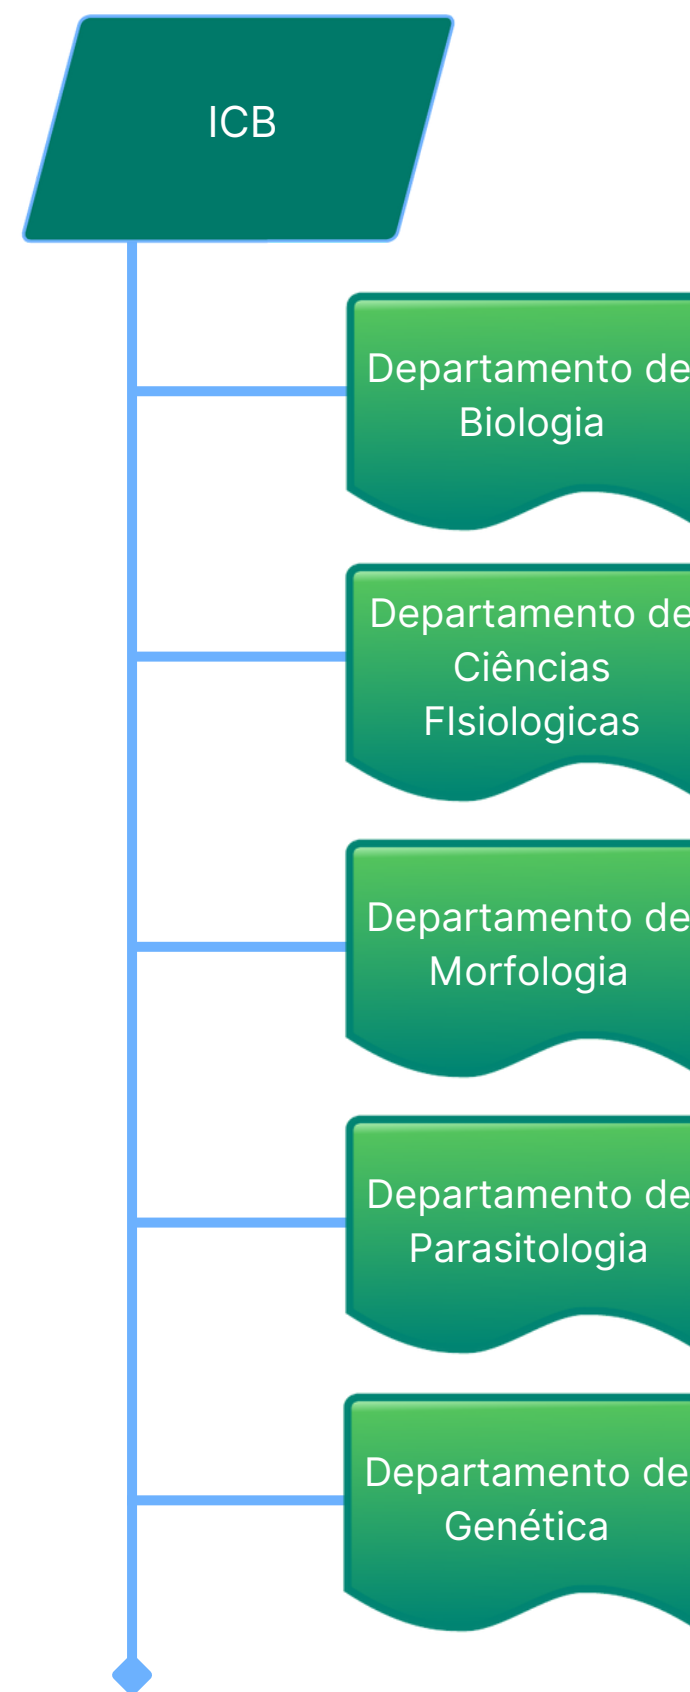 ICB
Departamento de
Biologia
Departamento de
Ciências
FIsiologicas
Departamento de
Morfologia
Departamento de
Parasitologia
Departamento de
Genética